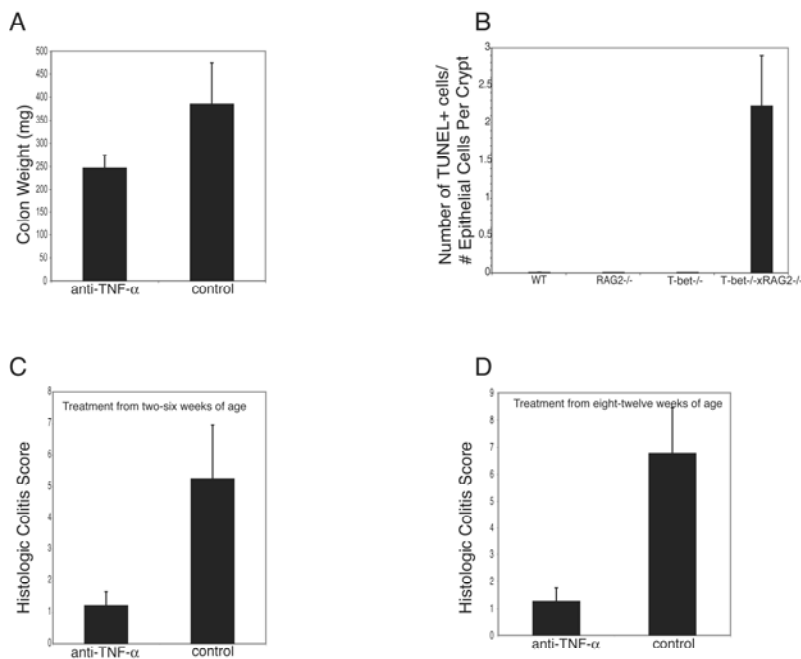 A
Colon Weight (mg)
500
450
400
350
300
250
200
150
100
50
0
anti-TNF-α control
B
Number of TUNEL+ cells/
# Epithelial Cells Per Crypt
3
2.5
2
1.5
1
0.5
0
WT RAG2-/- T-bet-/- T-bet-/-xRAG2-/-
C
Histologic Colitis Score
8
7
6
5
4
3
2
1
0
Treatment from two-six weeks of age
anti-TNF-α control
D
Histologic Colitis Score
9
8
7
6
5
4
3
2
1
0
Treatment from eight-twelve weeks of age
anti-TNF-α control